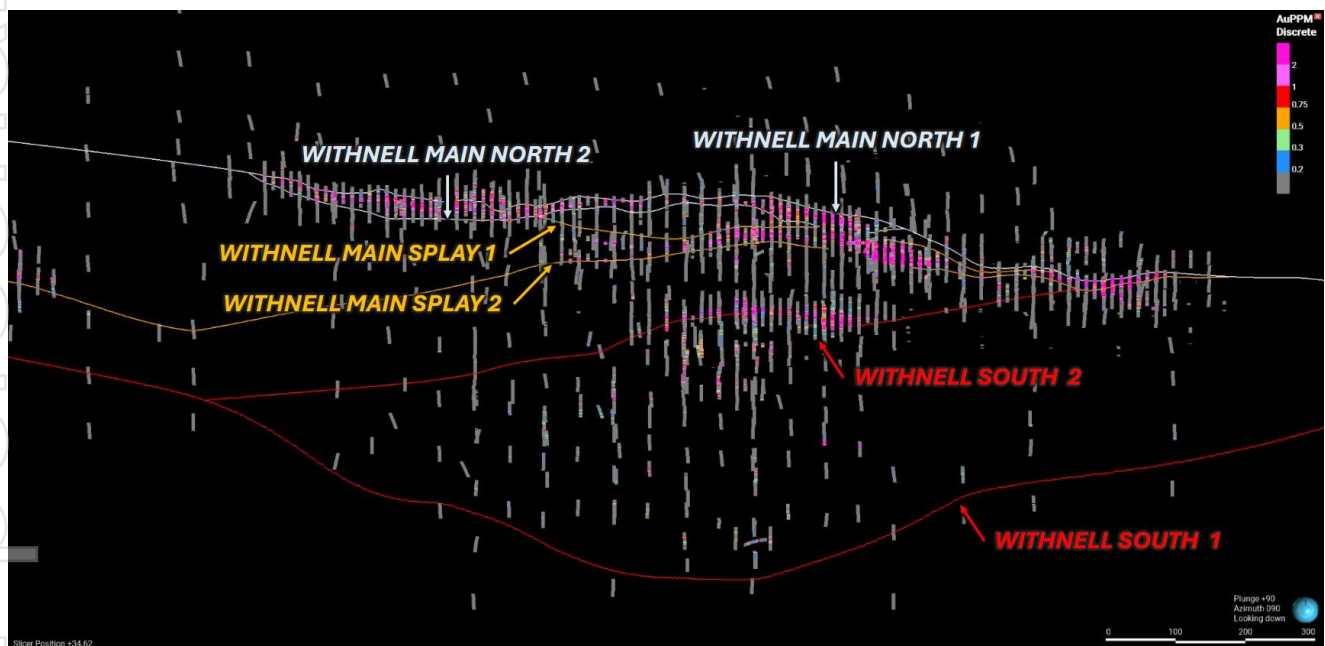 AuPPM
Discrete
2
1
0.75
0.5
0.3
0.2
WITHNELL MAIN NORTH 1
WITHNELL MAIN NORTH 2
WITHNELL MAIN SPLAY 1
WITHNELL MAIN SPLAY 2
WITHNELL SOUTH 2
WITHNELL SOUTH 1
Plunge +90
Azimuth 090
Looking down
0 100 200 300
Slicer Position +34.62